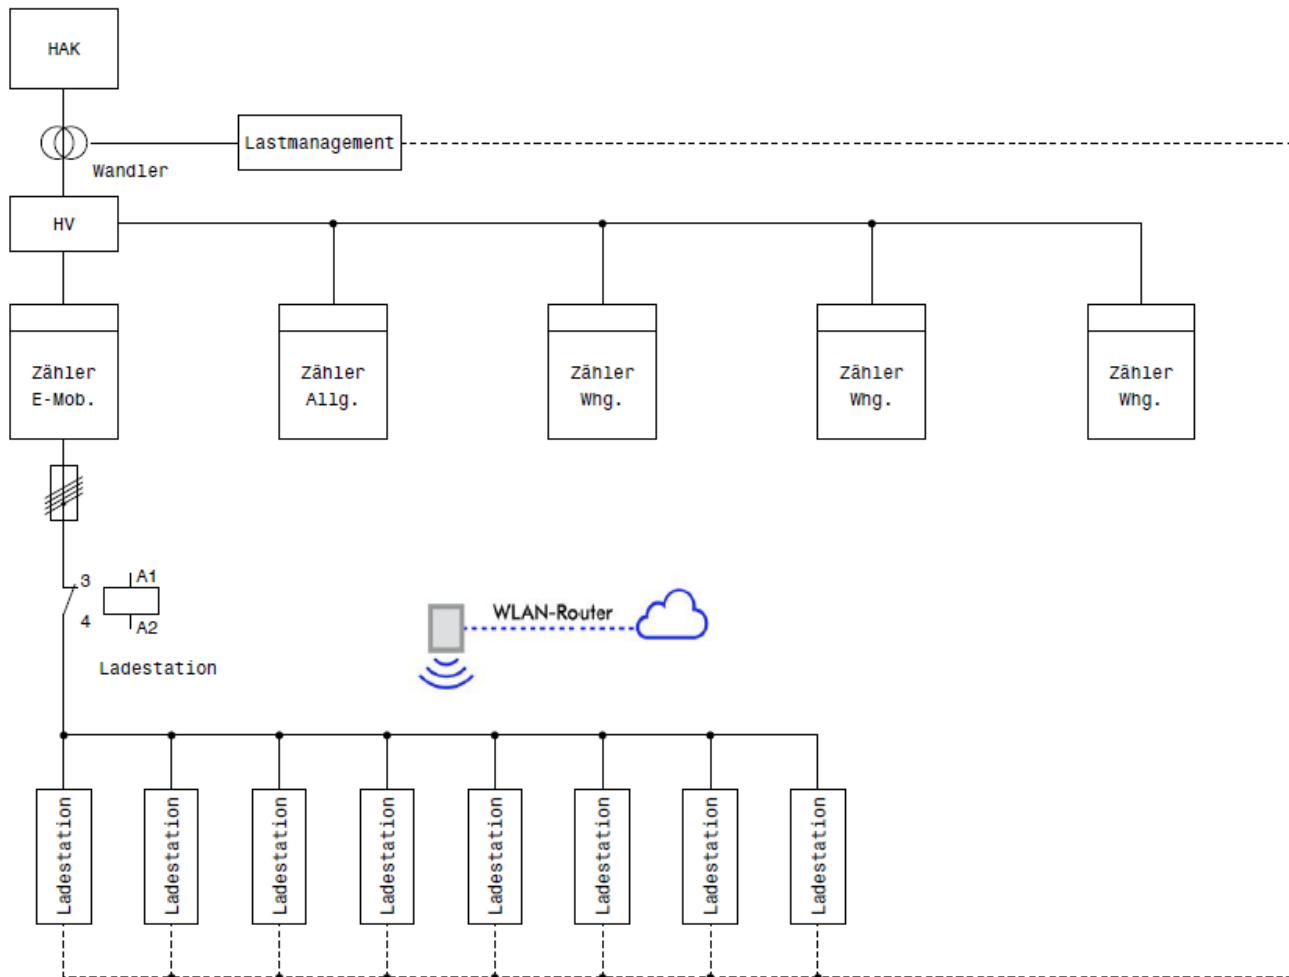 HAK
Lastmanagement
Wandler
HV
Zähler
E-Mob.
Zähler
Allg.
Zähler
Whg.
Zähler
Whg.
Zähler
Whg.
3
A1
4
A2
WLAN-Router
Ladestation
Ladestation
Ladestation
Ladestation
Ladestation
Ladestation
Ladestation
Ladestation
Ladestation